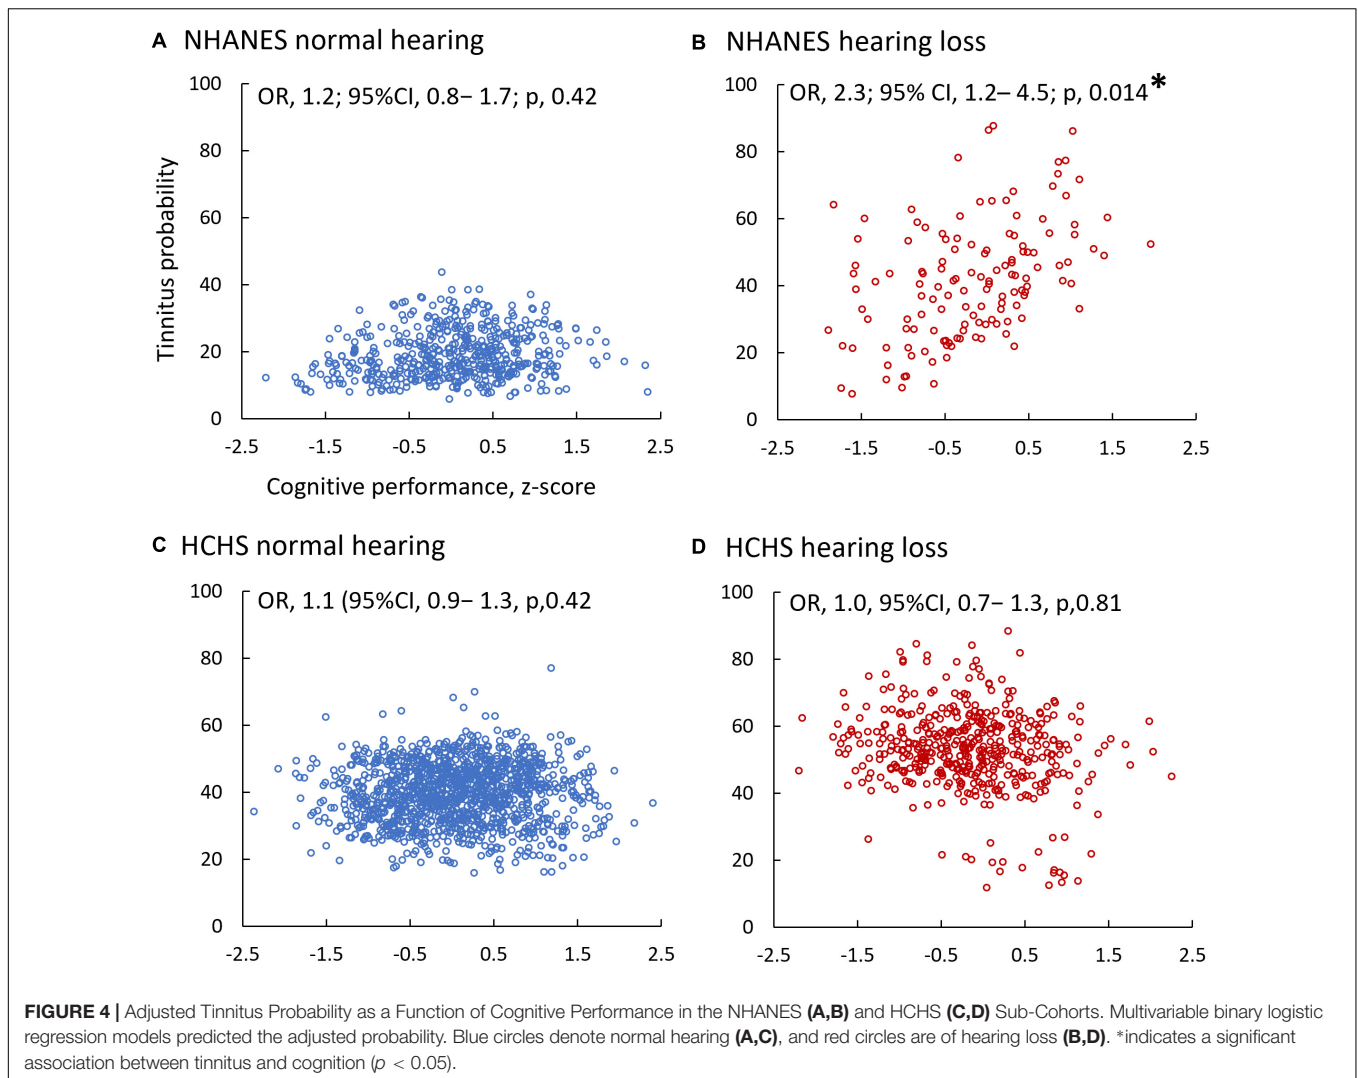 A NHANES normal hearing
OR, 1.2; 95%CI, 0.8– 1.7; p, 0.42
100
80
60
40
20
0
Tinnitus probability
-2.5 -1.5 -0.5 0.5 1.5 2.5
Cognitive performance, z-score
B NHANES hearing loss
OR, 2.3; 95% CI, 1.2– 4.5; p, 0.014*
100
80
60
40
20
0
-2.5 -1.5 -0.5 0.5 1.5 2.5
C HCHS normal hearing
OR, 1.1 (95%CI, 0.9– 1.3, p,0.42
100
80
60
40
20
0
-2.5 -1.5 -0.5 0.5 1.5 2.5
D HCHS hearing loss
OR, 1.0, 95%CI, 0.7– 1.3, p,0.81
100
80
60
40
20
0
-2.5 -1.5 -0.5 0.5 1.5 2.5
FIGURE 4 | Adjusted Tinnitus Probability as a Function of Cognitive Performance in the NHANES (A,B) and HCHS (C,D) Sub-Cohorts. Multivariable binary logistic
regression models predicted the adjusted probability. Blue circles denote normal hearing (A,C), and red circles are of hearing loss (B,D). *indicates a significant
association between tinnitus and cognition (p < 0.05).